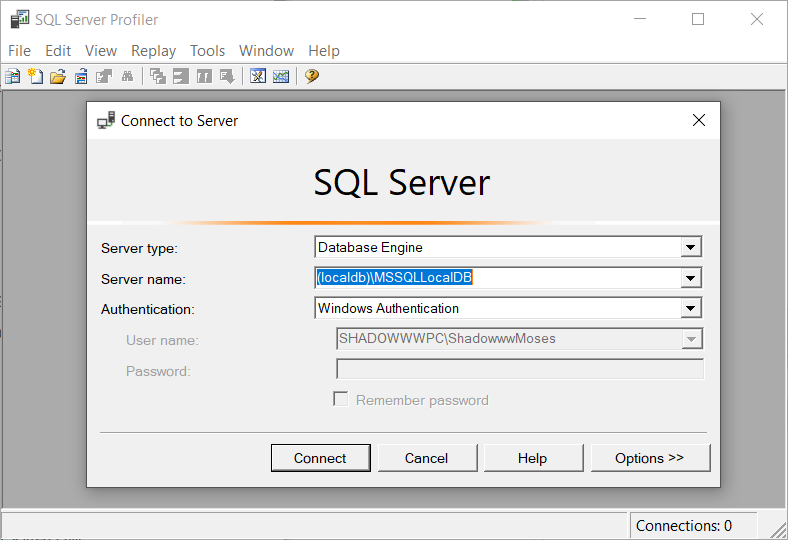 SQL Server Profiler
File Edit View Replay Tools Window Help
Connect to Server
SQL Server
Server type: Database Engine
Server name: (localdb)\MSSQLLocalDB
Authentication: Windows Authentication
User name: SHADOWWWPC\ShadowwwMoses
Password:
Remember password
Connect Cancel Help Options >>
Connections: 0